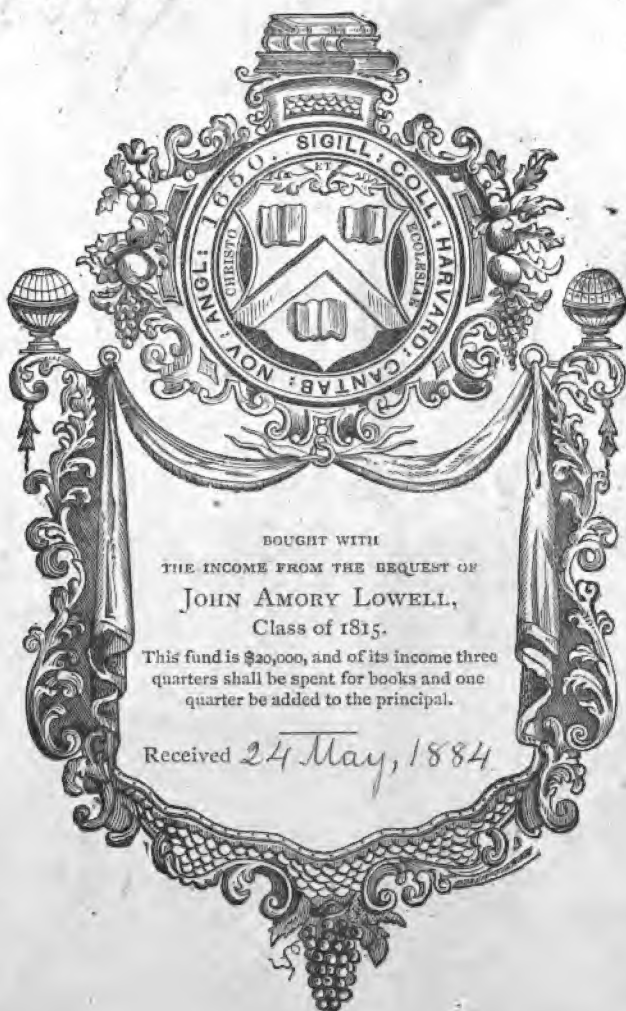 SIGILL: COLL: HARVARD: CANTAB: NOV: ANGL: 1650.
CHRISTO
ET
ECCLESIAE
BOUGHT WITH
THE INCOME FROM THE BEQUEST OF
JOHN AMORY LOWELL,
Class of 1815.
This fund is $20,000, and of its income three
quarters shall be spent for books and one
quarter be added to the principal.
Received 24 May, 1884